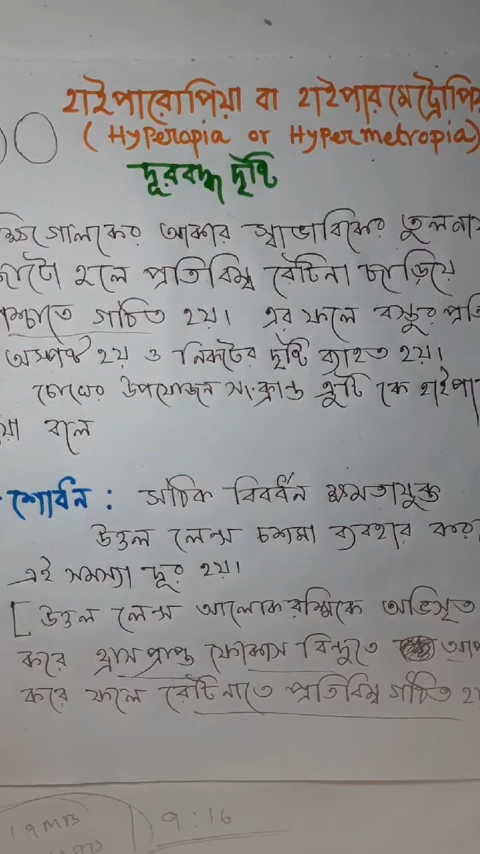 হাইপারোপিয়া বা হাইপারমেট্রোপিয়
(Hyperopia or Hypermetropia)
দূরবদ্ধ দৃষ্টি
ক্ষিগোলকের আকার স্বাভাবিকের তুলনায়
ছোটো হলে প্রতিবিম্ব রেটিনা ছাড়িয়ে
পশ্চাতে গঠিত হয়। এর ফলে বস্তুর প্রতি
অস্পষ্ট হয় ও নিকটের দৃষ্টি ব্যাহত হয়।
চোখের উপযোজন সংক্রান্ত ত্রুটি কে হাইপা
য়া বলে
শোধন : সঠিক বিবর্ধন ক্ষমতাযুক্ত
উত্তল লেন্স চশমা ব্যবহার কর
এই সমস্যা দূর হয়।
[ উত্তল লেন্স আলোকরশ্মিকে অভিসৃত
করে হ্রাসপ্রাপ্ত ফোকাস বিন্দুতে আপ
করে ফলে রেটিনাতে প্রতিবিম্ব গঠিত হ
19MB
9:16